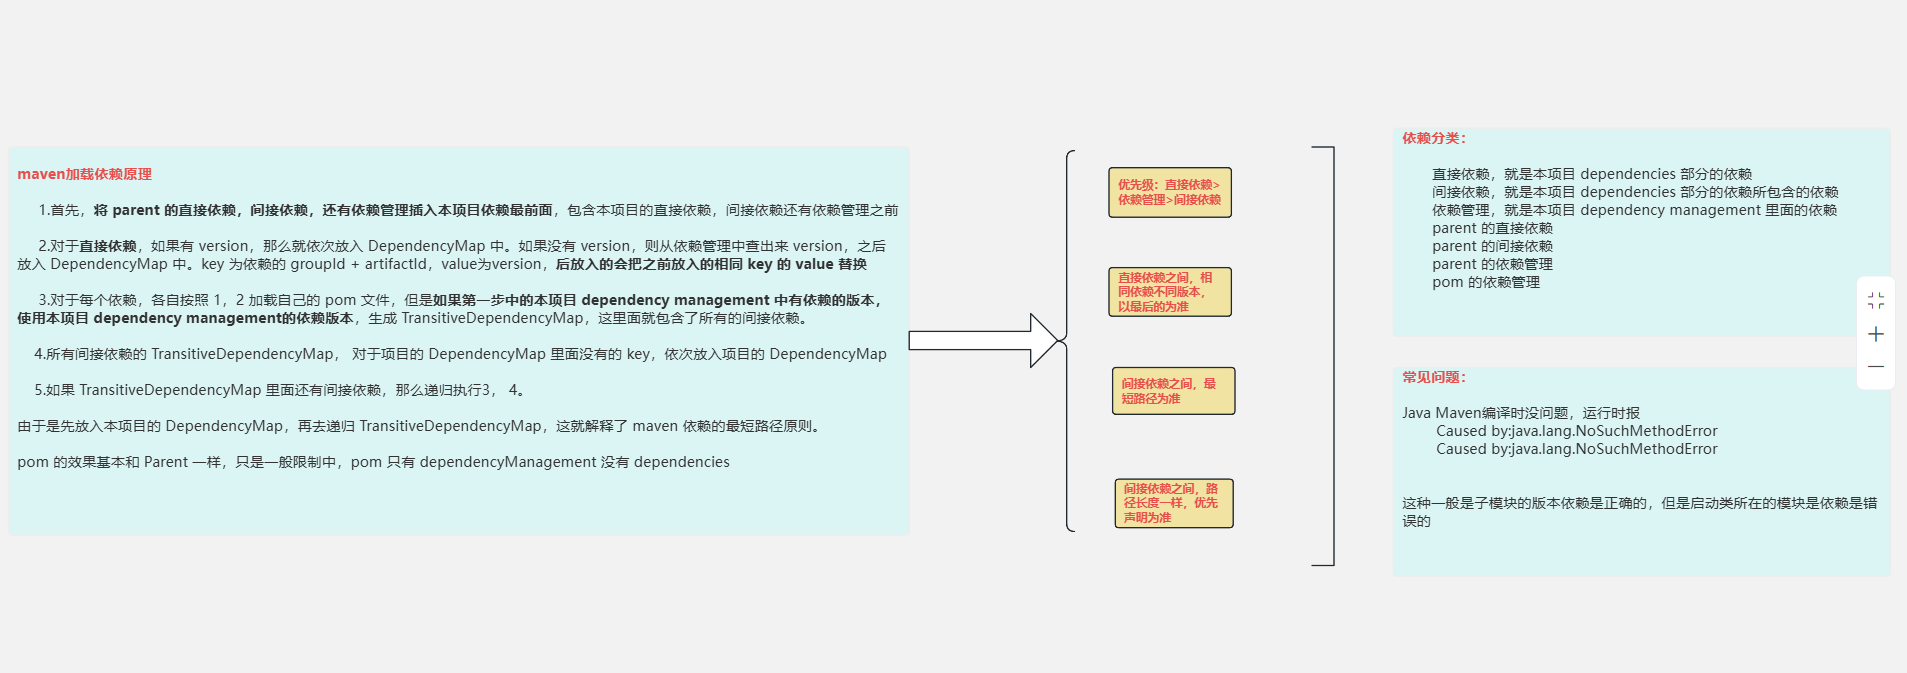 maven加载依赖原理
1.首先，将 parent 的直接依赖，间接依赖，还有依赖管理插入本项目依赖最前面，包含本项目的直接依赖，间接依赖还有依赖管理之前
2.对于直接依赖，如果有 version，那么就依次放入 DependencyMap 中。如果没有 version，则从依赖管理中查出来 version，之后
放入 DependencyMap 中。key 为依赖的 groupId + artifactId，value为version，后放入的会把之前放入的相同 key 的 value 替换
3.对于每个依赖，各自按照 1，2 加载自己的 pom 文件，但是如果第一步中的本项目 dependency management 中有依赖的版本，
使用本项目 dependency management的依赖版本，生成 TransitiveDependencyMap，这里面就包含了所有的间接依赖。
4.所有间接依赖的 TransitiveDependencyMap， 对于项目的 DependencyMap 里面没有的 key，依次放入项目的 DependencyMap
5.如果 TransitiveDependencyMap 里面还有间接依赖，那么递归执行3， 4。
由于是先放入本项目的 DependencyMap，再去递归 TransitiveDependencyMap，这就解释了 maven 依赖的最短路径原则。
pom 的效果基本和 Parent 一样，只是一般限制中，pom 只有 dependencyManagement 没有 dependencies
优先级：直接依赖>
依赖管理>间接依赖
直接依赖之间，相
同依赖不同版本，
以最后的为准
间接依赖之间，最
短路径为准
间接依赖之间，路
径长度一样，优先
声明为准
依赖分类：
直接依赖，就是本项目 dependencies 部分的依赖
间接依赖，就是本项目 dependencies 部分的依赖所包含的依赖
依赖管理，就是本项目 dependency management 里面的依赖
parent 的直接依赖
parent 的间接依赖
parent 的依赖管理
pom 的依赖管理
常见问题：
Java Maven编译时没问题，运行时报
Caused by:java.lang.NoSuchMethodError
Caused by:java.lang.NoSuchMethodError
这种一般是子模块的版本依赖是正确的，但是启动类所在的模块是依赖是错
误的